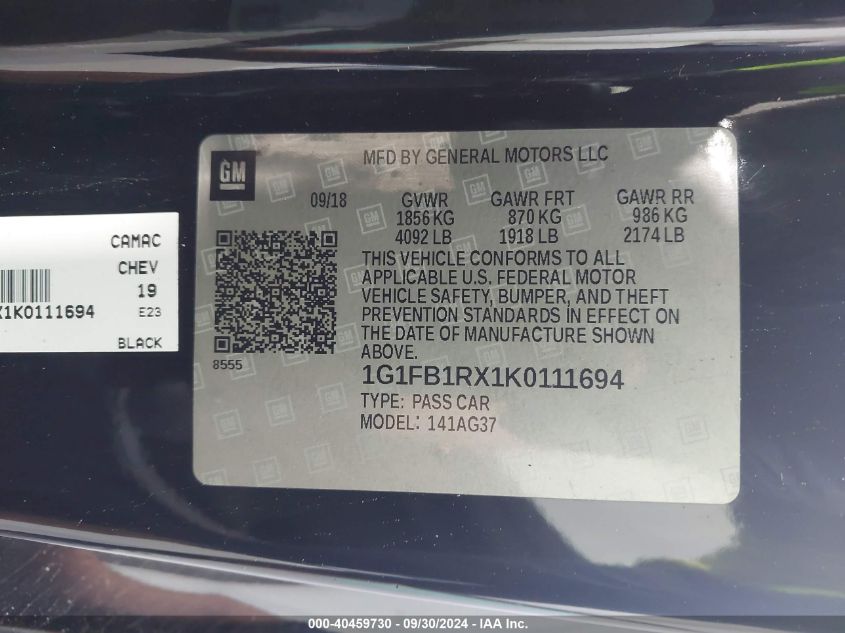 GM
MFD BY GENERAL MOTORS LLC
09/18
GVWR GAWR FRT GAWR RR
1856 KG 870 KG 986 KG
4092 LB 1918 LB 2174 LB
THIS VEHICLE CONFORMS TO ALL
APPLICABLE U.S. FEDERAL MOTOR
VEHICLE SAFETY, BUMPER, AND THEFT
PREVENTION STANDARDS IN EFFECT ON
THE DATE OF MANUFACTURE SHOWN
ABOVE.
8555
1G1FB1RX1K0111694
TYPE: PASS CAR
MODEL: 141AG37
CAMAC
CHEV
19
X1K0111694 E23
BLACK
000-40459730 - 09/30/2024 - IAA Inc.